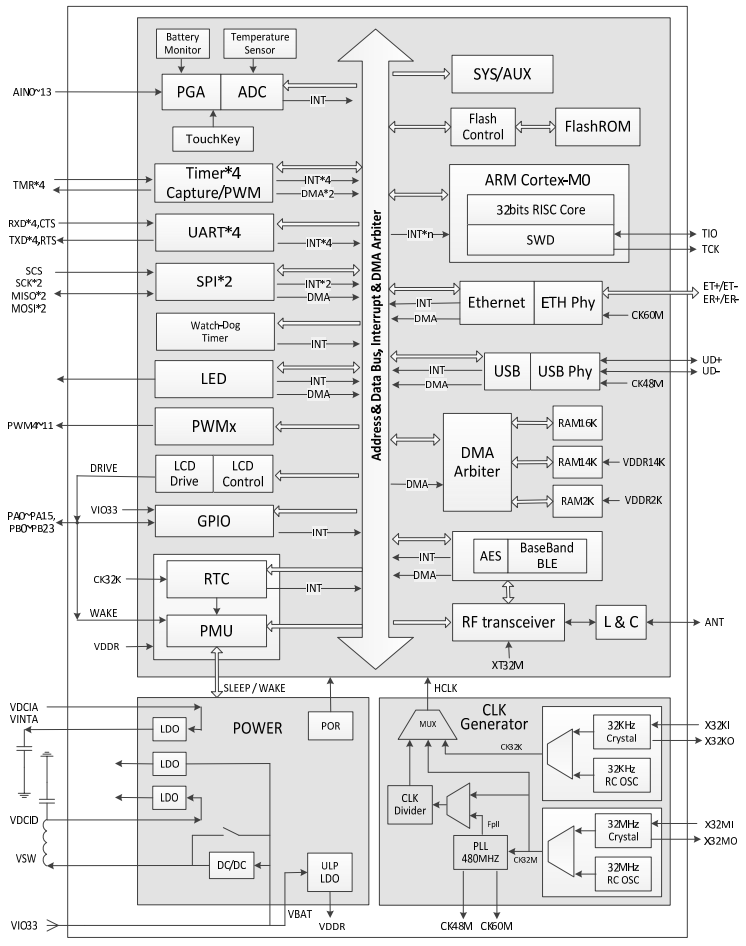 Battery
Monitor
Temperature
Sensor
AIN0~13
PGA
ADC
INT
TouchKey
SYS/AUX
Flash
Control
FlashROM
TMR*4
Timer*4
Capture/PWM
INT*4
DMA*2
ARM Cortex-M0
32bits RISC Core
SWD
INT*n
TIO
TCK
RXD*4,CTS
TXD*4,RTS
UART*4
INT*4
SCS
SCK*2
MISO*2
MOSI*2
SPI*2
INT*2
DMA
Address & Data Bus, Interrupt & DMA Arbiter
INT
DMA
Ethernet
ETH Phy
ET+/ET-
ER+/ER-
CK60M
Watch-Dog
Timer
INT
LED
INT
DMA
INT
DMA
USB
USB Phy
UD+
UD-
CK48M
PWM4~11
PWMx
DMA
Arbiter
DMA
RAM16K
RAM14K
VDDR14K
RAM2K
VDDR2K
DRIVE
LCD
Drive
LCD
Control
VIO33
PA0~PA15,
PB0~PB23
GPIO
INT
INT
DMA
AES
BaseBand
BLE
CK32K
RTC
INT
WAKE
PMU
VDDR
RF transceiver
L & C
ANT
XT32M
SLEEP / WAKE
HCLK
VDCIA
VINTA
LDO
POWER
POR
LDO
LDO
VDCID
VSW
DC/DC
ULP
LDO
VBAT
VDDR
VIO33
MUX
CLK
Generator
CK32K
32KHz
Crystal
32KHz
RC OSC
X32KI
X32KO
CLK
Divider
Fpll
PLL
480MHZ
CK32M
32MHz
Crystal
32MHz
RC OSC
X32MI
X32MO
CK48M
CK60M